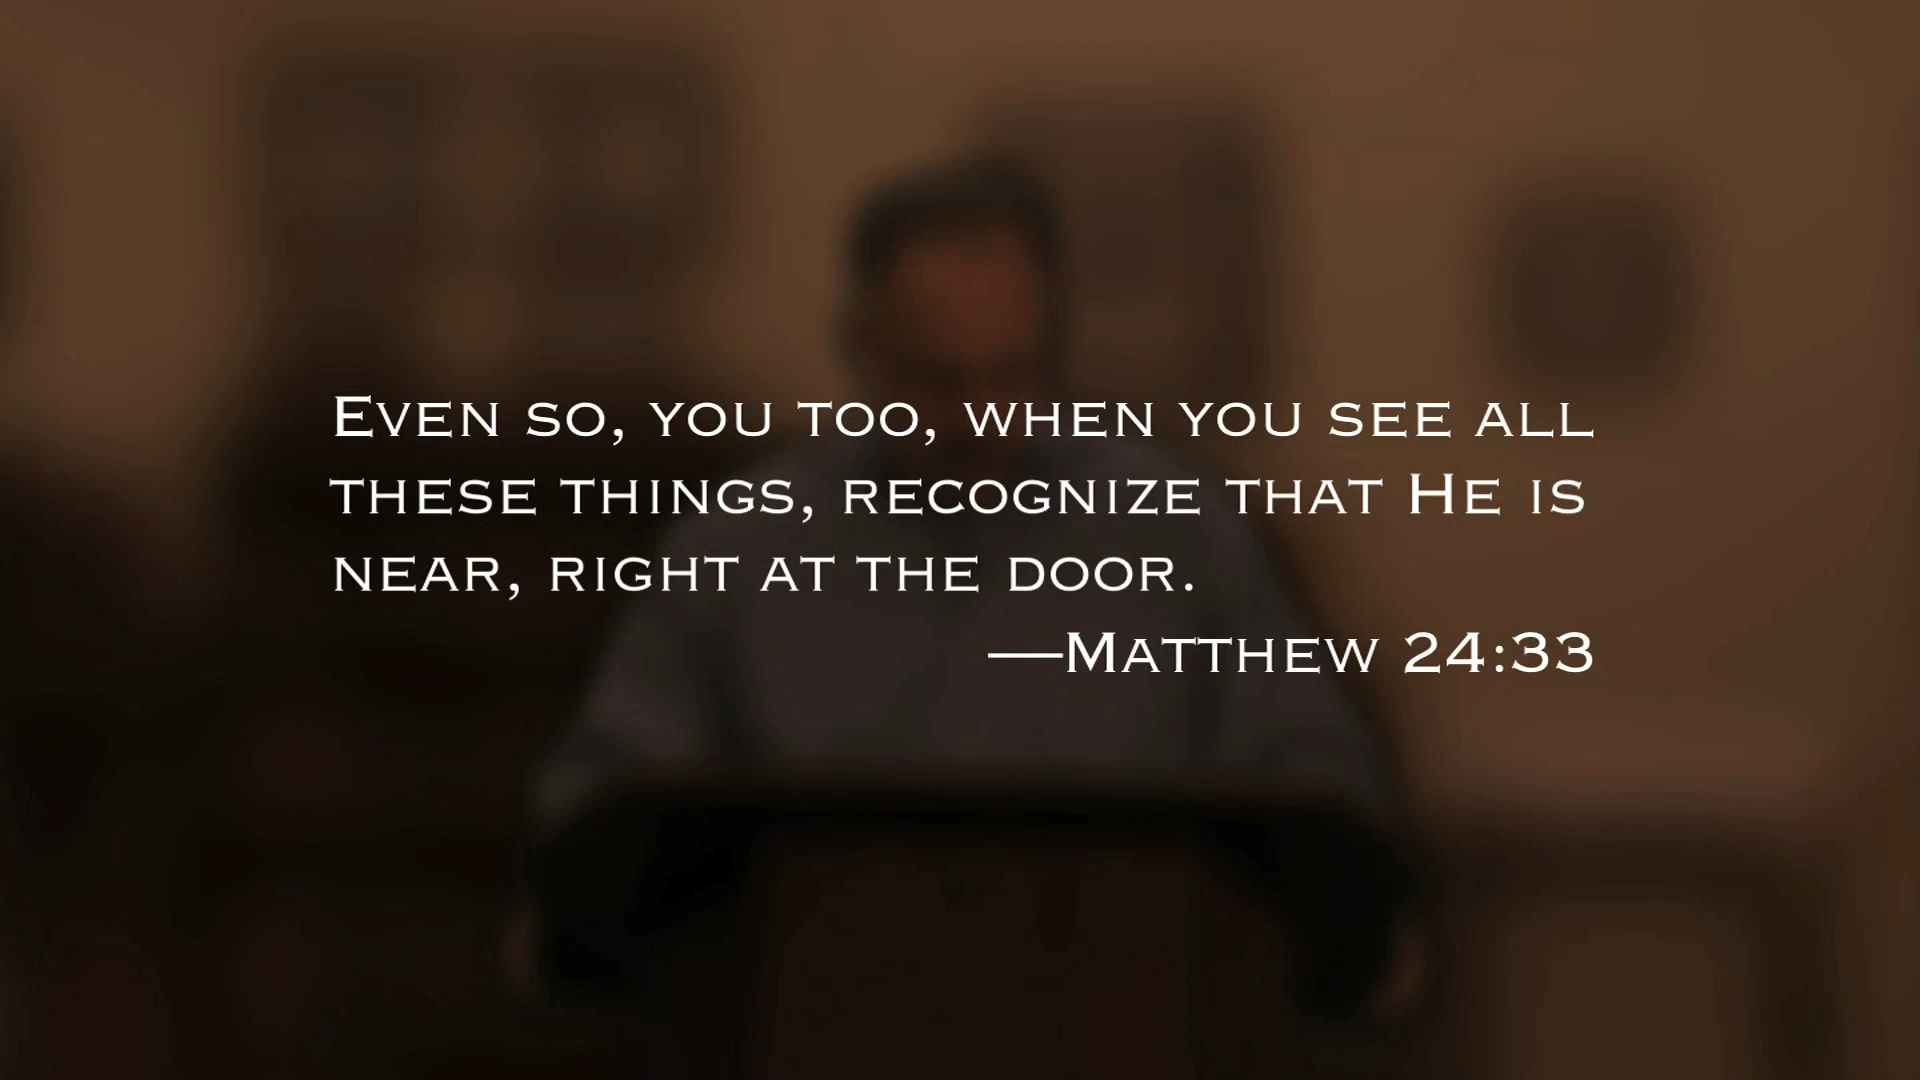 Even so, you too, when you see all
these things, recognize that He is
near, right at the door.
—Matthew 24:33